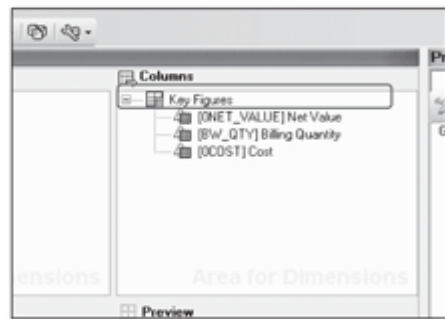 Pr
Columns
Key Figures
[0NET_VALUE] Net Value
[BW_QTY] Billing Quantity
[0COST] Cost
ensions
Area for Dimensions
Preview